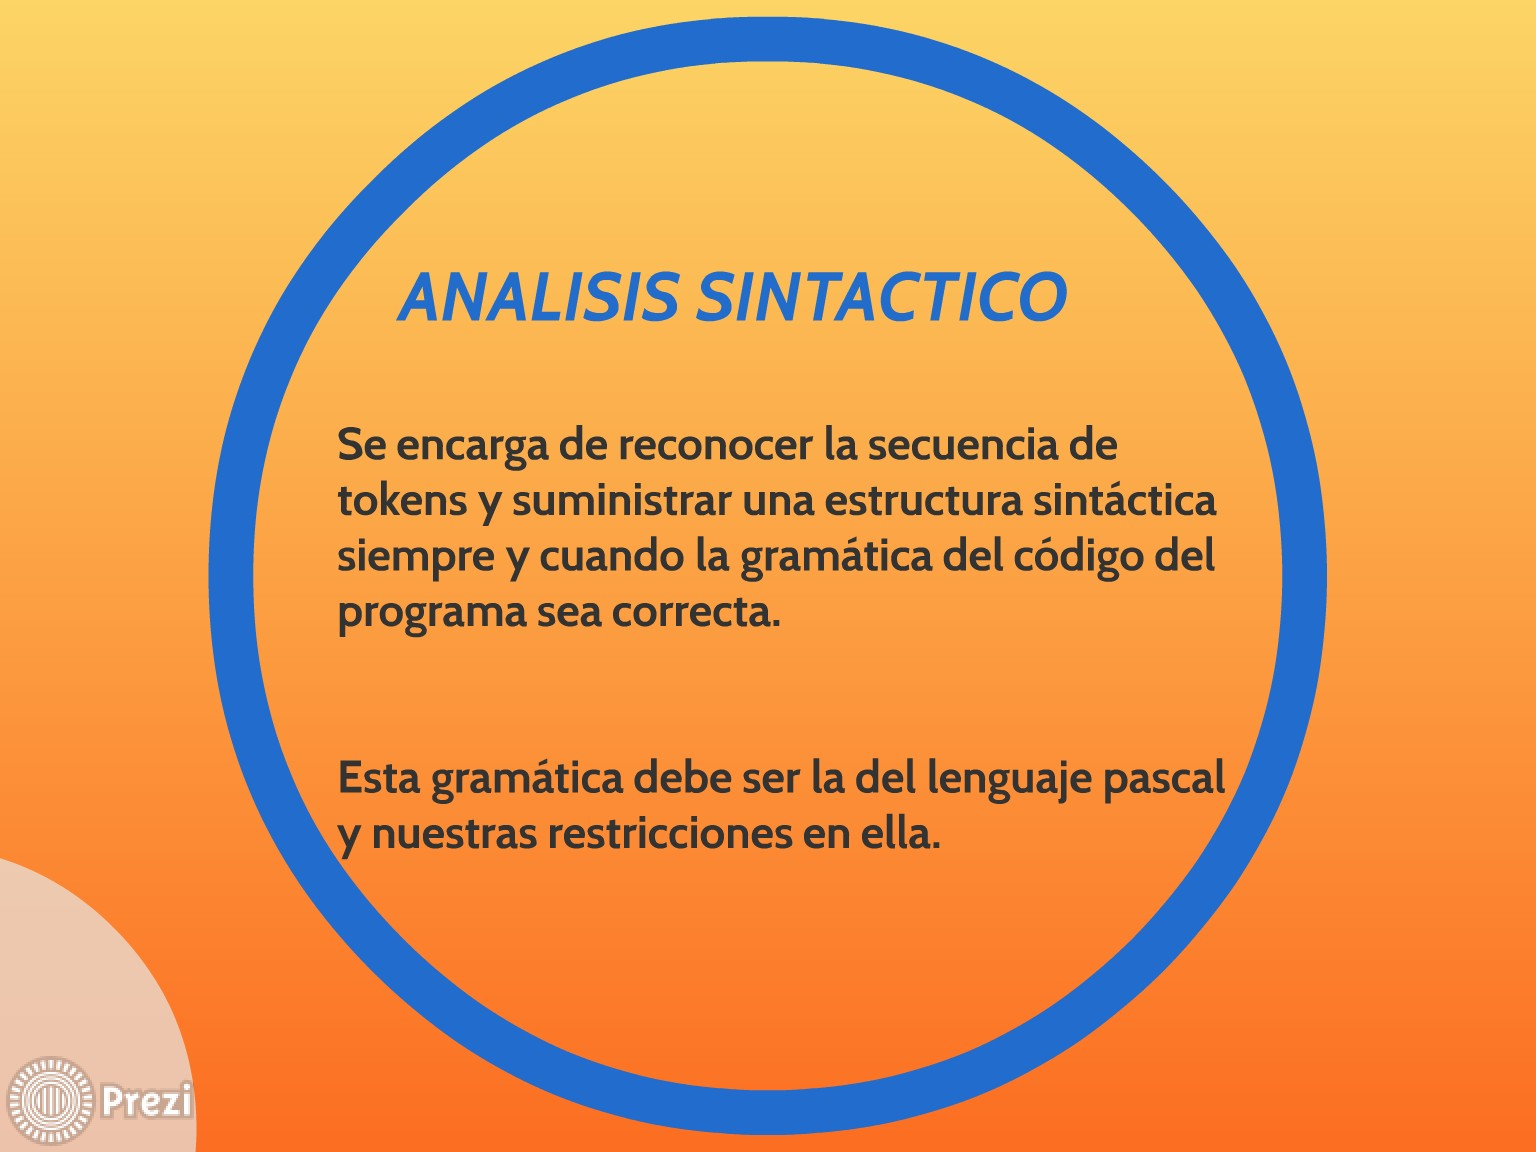 ANALISIS SINTACTICO
Se encarga de reconocer la secuencia de
tokens y suministrar una estructura sintáctica
siempre y cuando la gramática del código del
programa sea correcta.
Esta gramática debe ser la del lenguaje pascal
y nuestras restricciones en ella.
Prezi